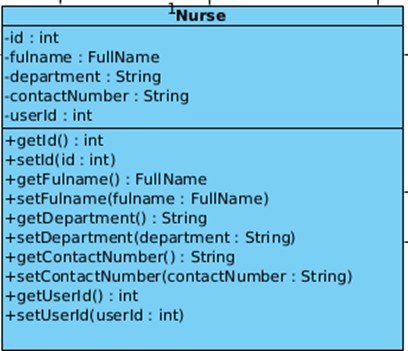 1
Nurse
-id : int
-fulname : FullName
-department : String
-contactNumber : String
-userId : int
+getId() : int
+setId(id : int)
+getFulname() : FullName
+setFulname(fulname : FullName)
+getDepartment() : String
+setDepartment(department : String)
+getContactNumber() : String
+setContactNumber(contactNumber : String)
+getUserId() : int
+setUserId(userId : int)